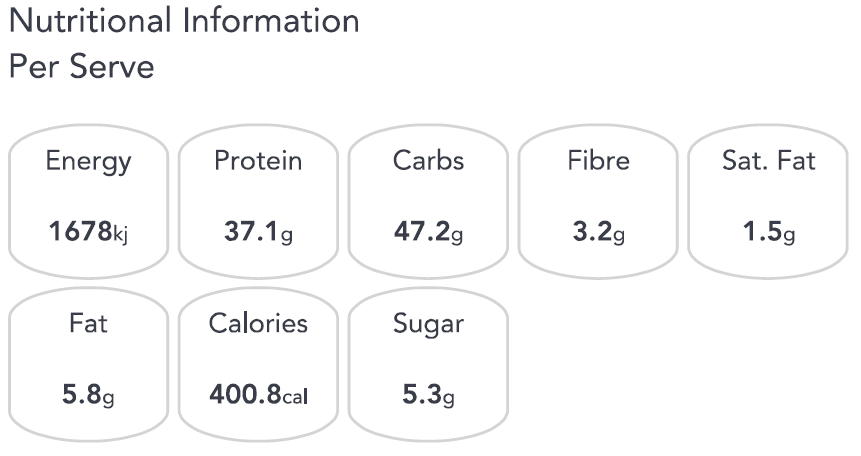 Nutritional Information
Per Serve
Energy Protein Carbs Fibre Sat. Fat
1678kj 37.1g 47.2g 3.2g 1.5g
Fat Calories Sugar
5.8g 400.8cal 5.3g